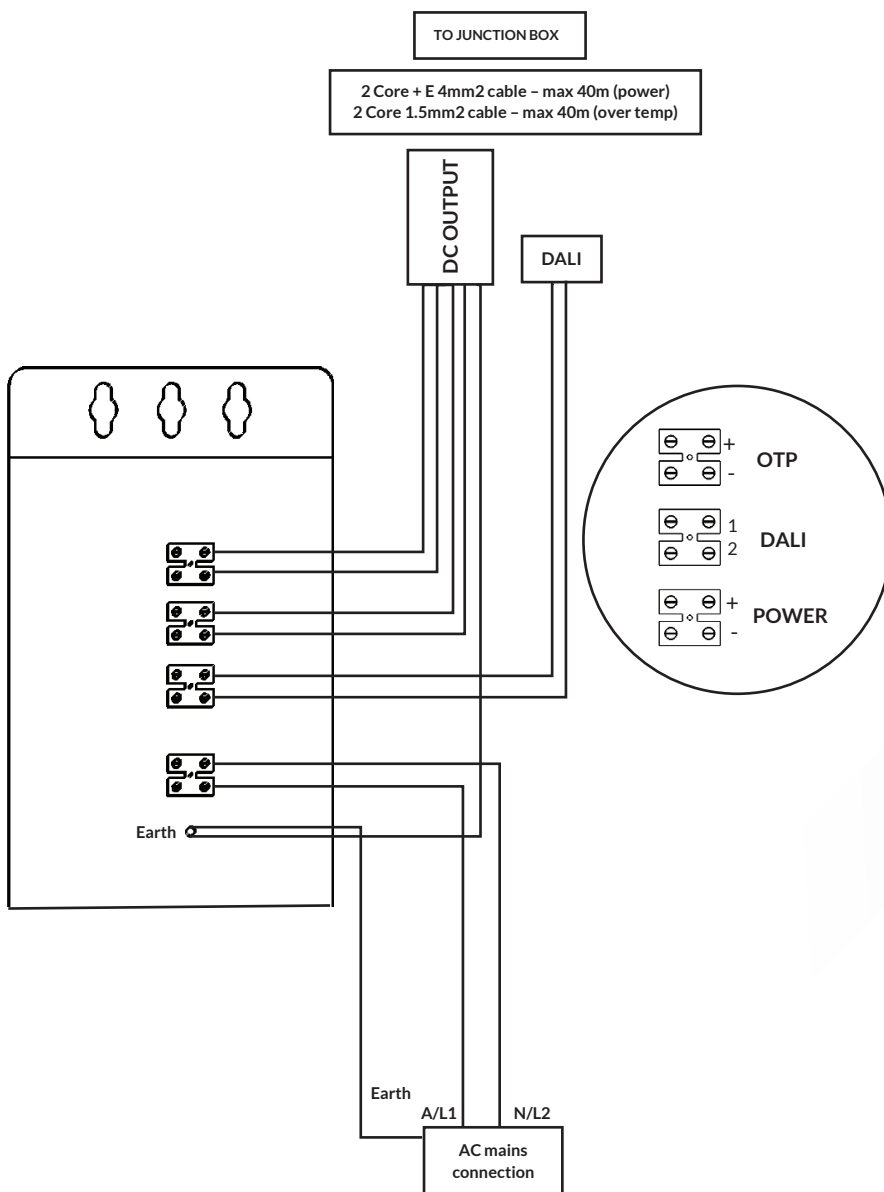 TO JUNCTION BOX
2 Core + E 4mm2 cable – max 40m (power)
2 Core 1.5mm2 cable – max 40m (over temp)
DC OUTPUT
DALI
+
OTP
-
1
DALI
2
+
POWER
-
Earth
Earth
A/L1
N/L2
AC mains
connection